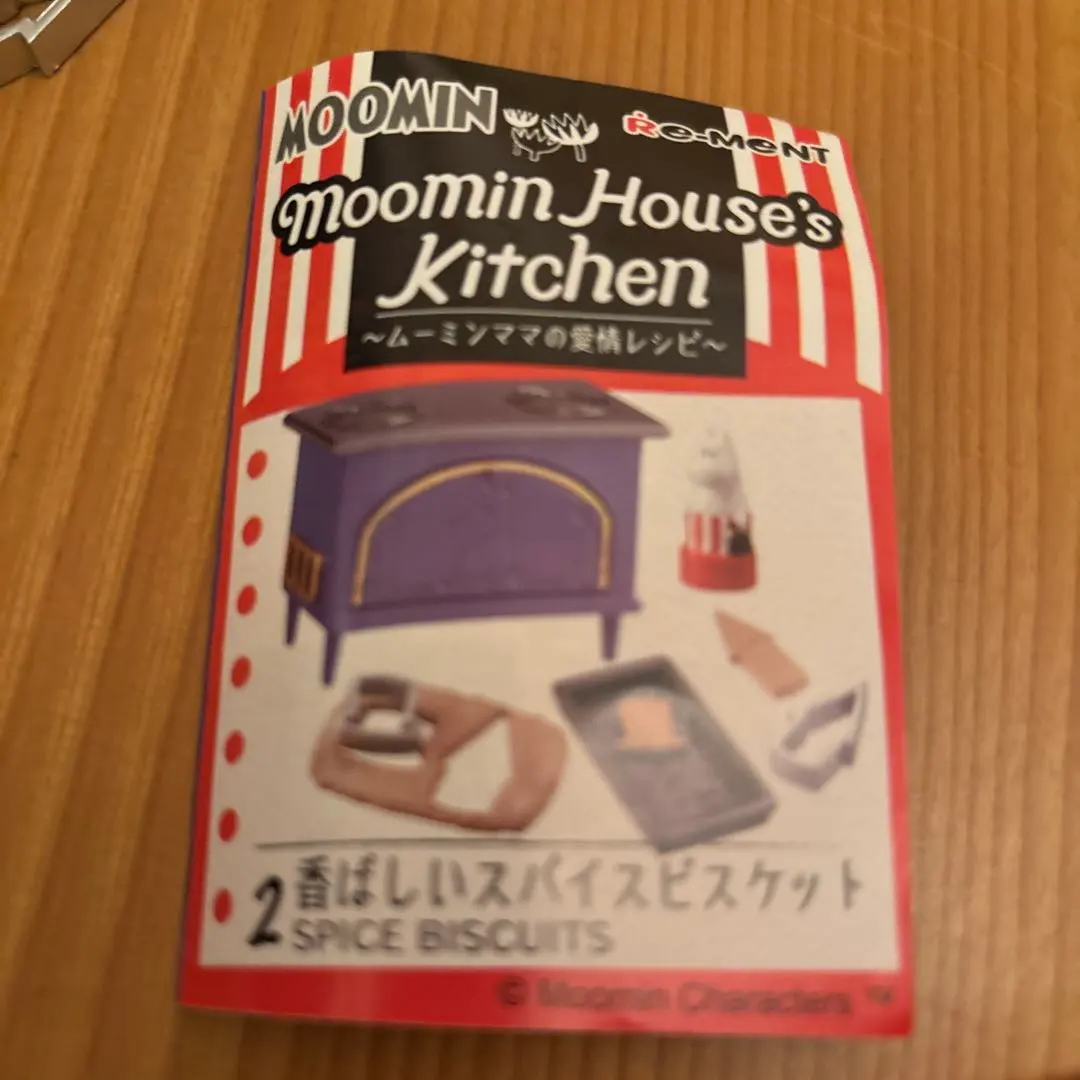 MOOMIN
Re-MeNT
Moomin House's
Kitchen
～ムーミンママの愛情レシピ～
2 香ばしいスパイスビスケット
SPICE BISCUITS
© Moomin Characters ™